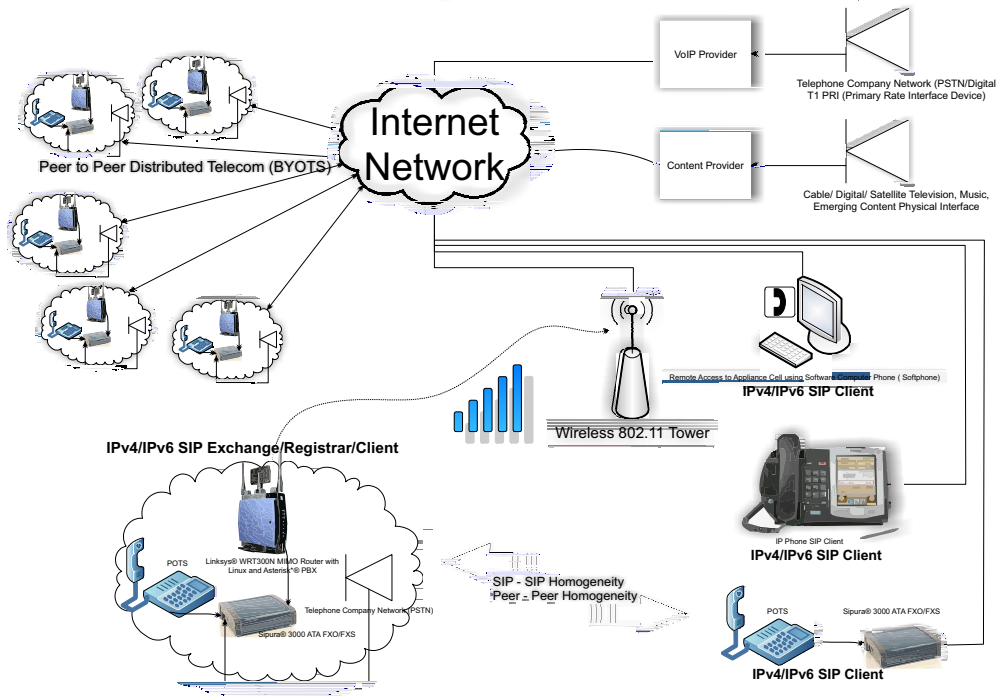 Internet
Network
VoIP Provider
Telephone Company Network (PSTN/Digital
T1 PRI (Primary Rate Interface Device)
Content Provider
Cable/ Digital/ Satellite Television, Music,
Emerging Content Physical Interface
Peer to Peer Distributed Telecom (BYOTS)
Remote Access to Appliance Cell using Software Computer Phone ( Softphone)
IPv4/IPv6 SIP Client
Wireless 802.11 Tower
IPv4/IPv6 SIP Exchange/Registrar/Client
IP Phone SIP Client
IPv4/IPv6 SIP Client
POTS
Linksys® WRT300N MIMO Router with
Linux and Asterisk*® PBX
Telephone Company Network (PSTN)
Sipura® 3000 ATA FXO/FXS
SIP - SIP Homogeneity
Peer - Peer Homogeneity
POTS
Sipura® 3000 ATA FXO/FXS
IPv4/IPv6 SIP Client